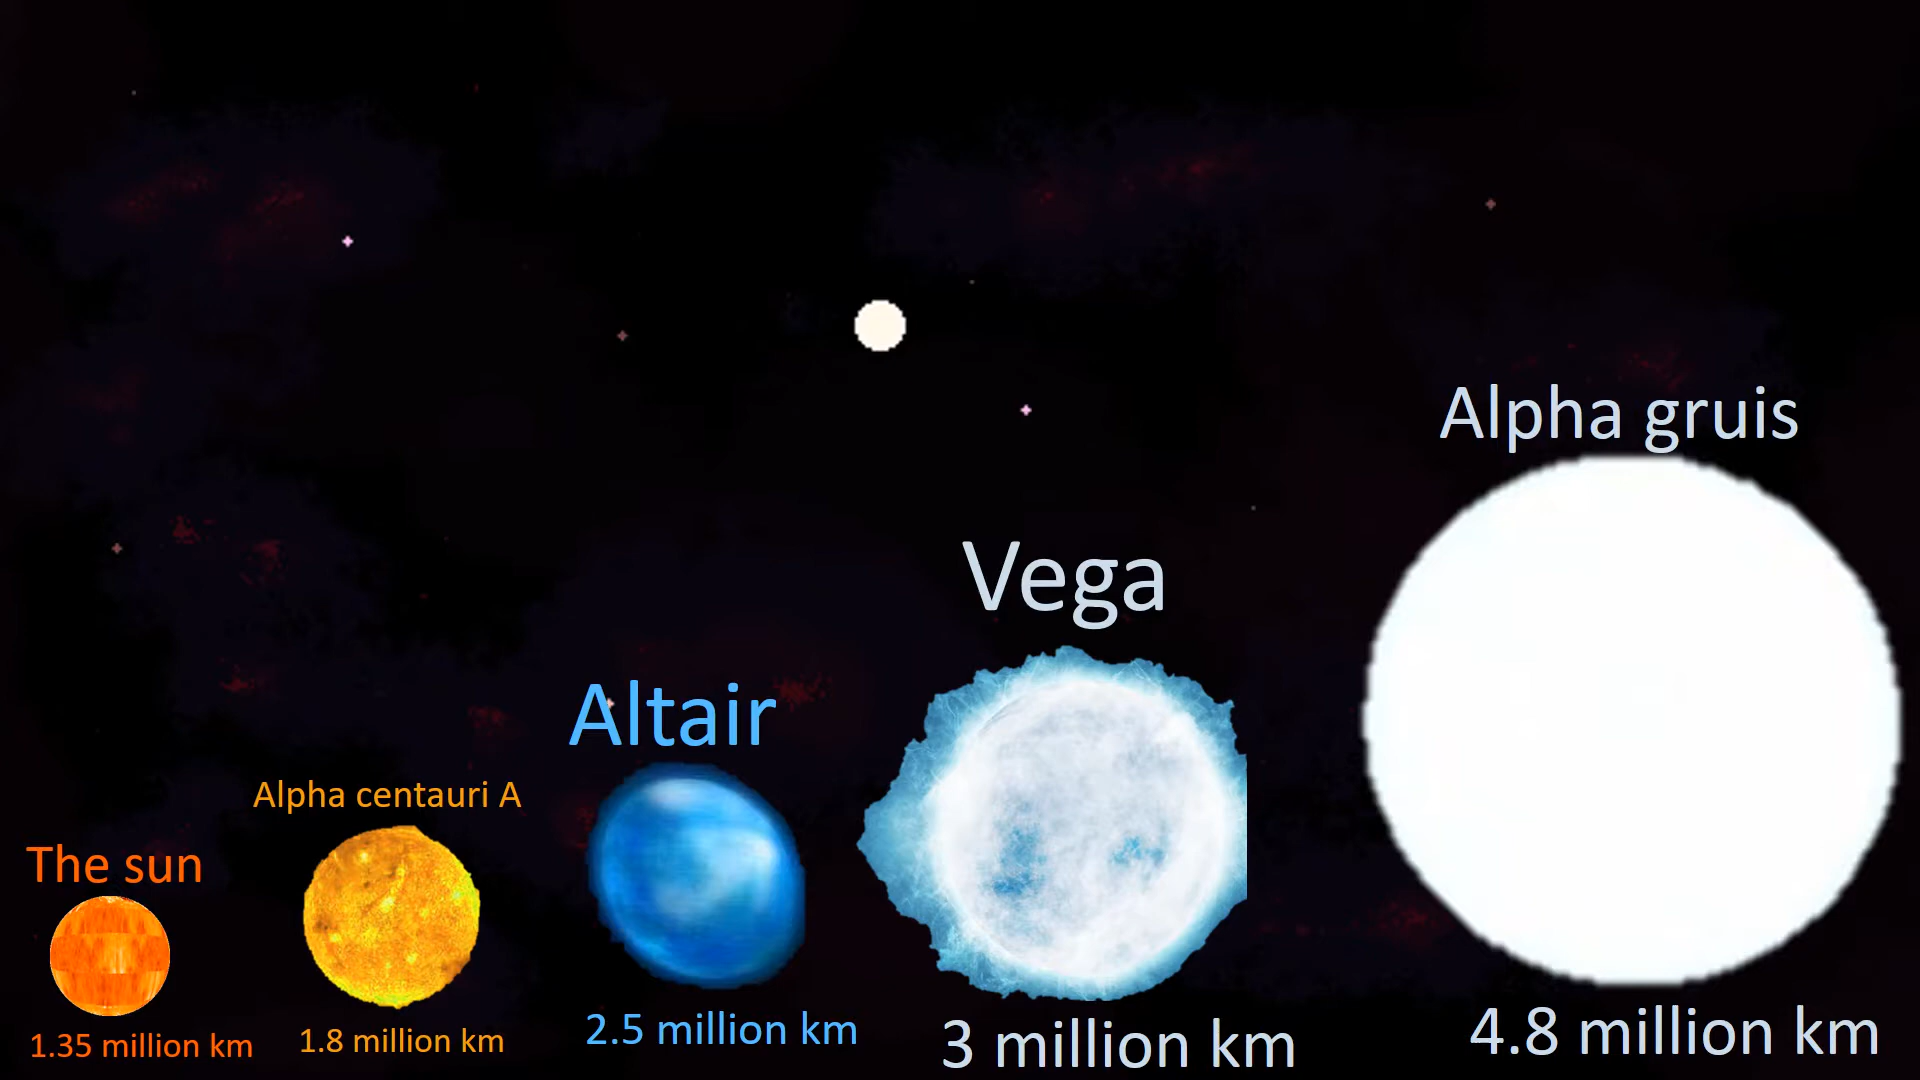 The sun
1.35 million km
Alpha centauri A
1.8 million km
Altair
2.5 million km
Vega
3 million km
Alpha gruis
4.8 million km